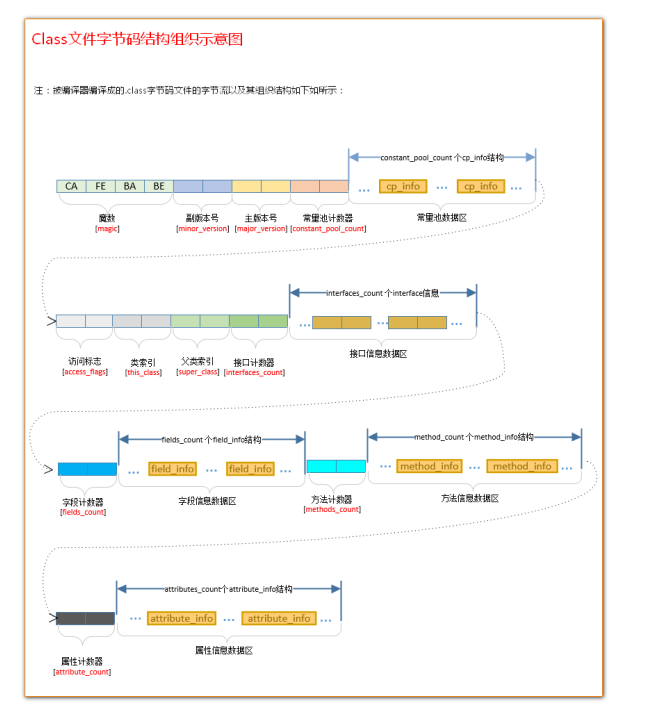 Class文件字节码结构组织示意图
注：被编译器编译成的.class字节码文件的字节流以及其组织结构如下如所示：
constant_pool_count 个cp_info结构
CA FE BA BE ... cp_info ... cp_info ...
魔数 副版本号 主版本号 常量池计数器 常量池数据区
[magic] [minor_version] [major_version] [constant_pool_count]
interfaces_count 个interface信息
... ... ...
访问标志 类索引 父类索引 接口计数器 接口信息数据区
[access_flags] [this_class] [super_class] [interfaces_count]
fields_count 个field_info结构 method_count 个method_info结构
... field_info ... field_info ... ... method_info ... method_info ...
字段计数器 字段信息数据区 方法计数器 方法信息数据区
[fields_count] [methods_count]
attributes_count个attribute_info结构
... attribute_info ... attribute_info ...
属性计数器 属性信息数据区
[attribute_count]